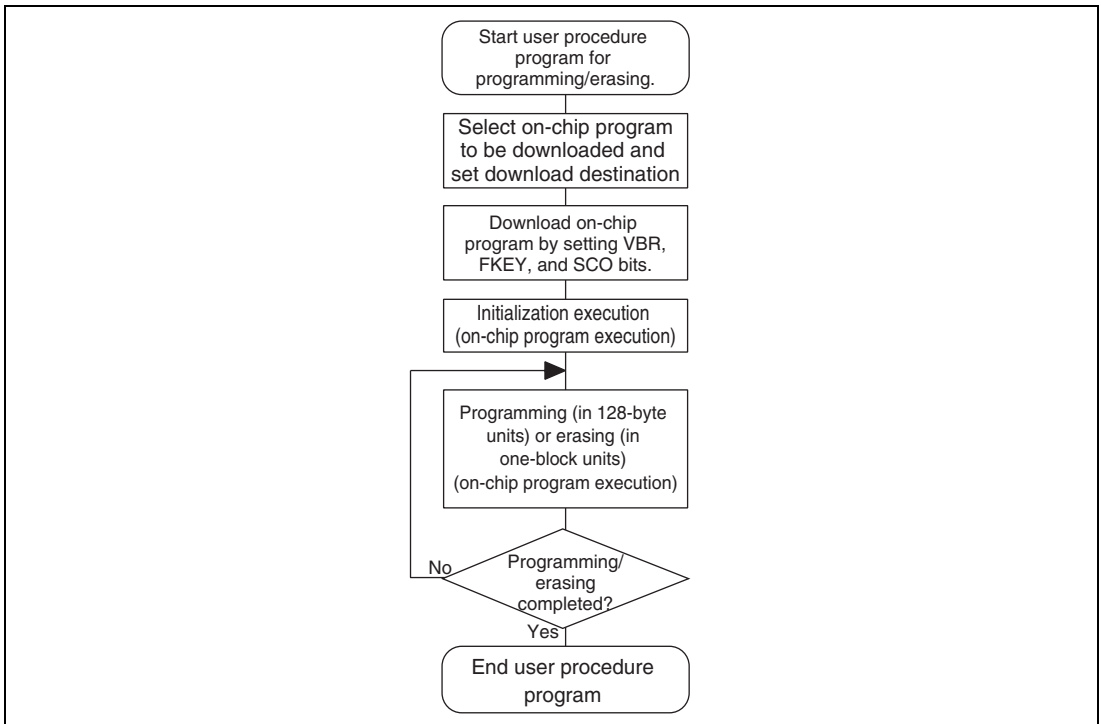 Start user procedure
program for
programming/erasing.
Select on-chip program
to be downloaded and
set download destination
Download on-chip
program by setting VBR,
FKEY, and SCO bits.
Initialization execution
(on-chip program execution)
Programming (in 128-byte
units) or erasing (in
one-block units)
(on-chip program execution)
No
Programming/
erasing
completed?
Yes
End user procedure
program